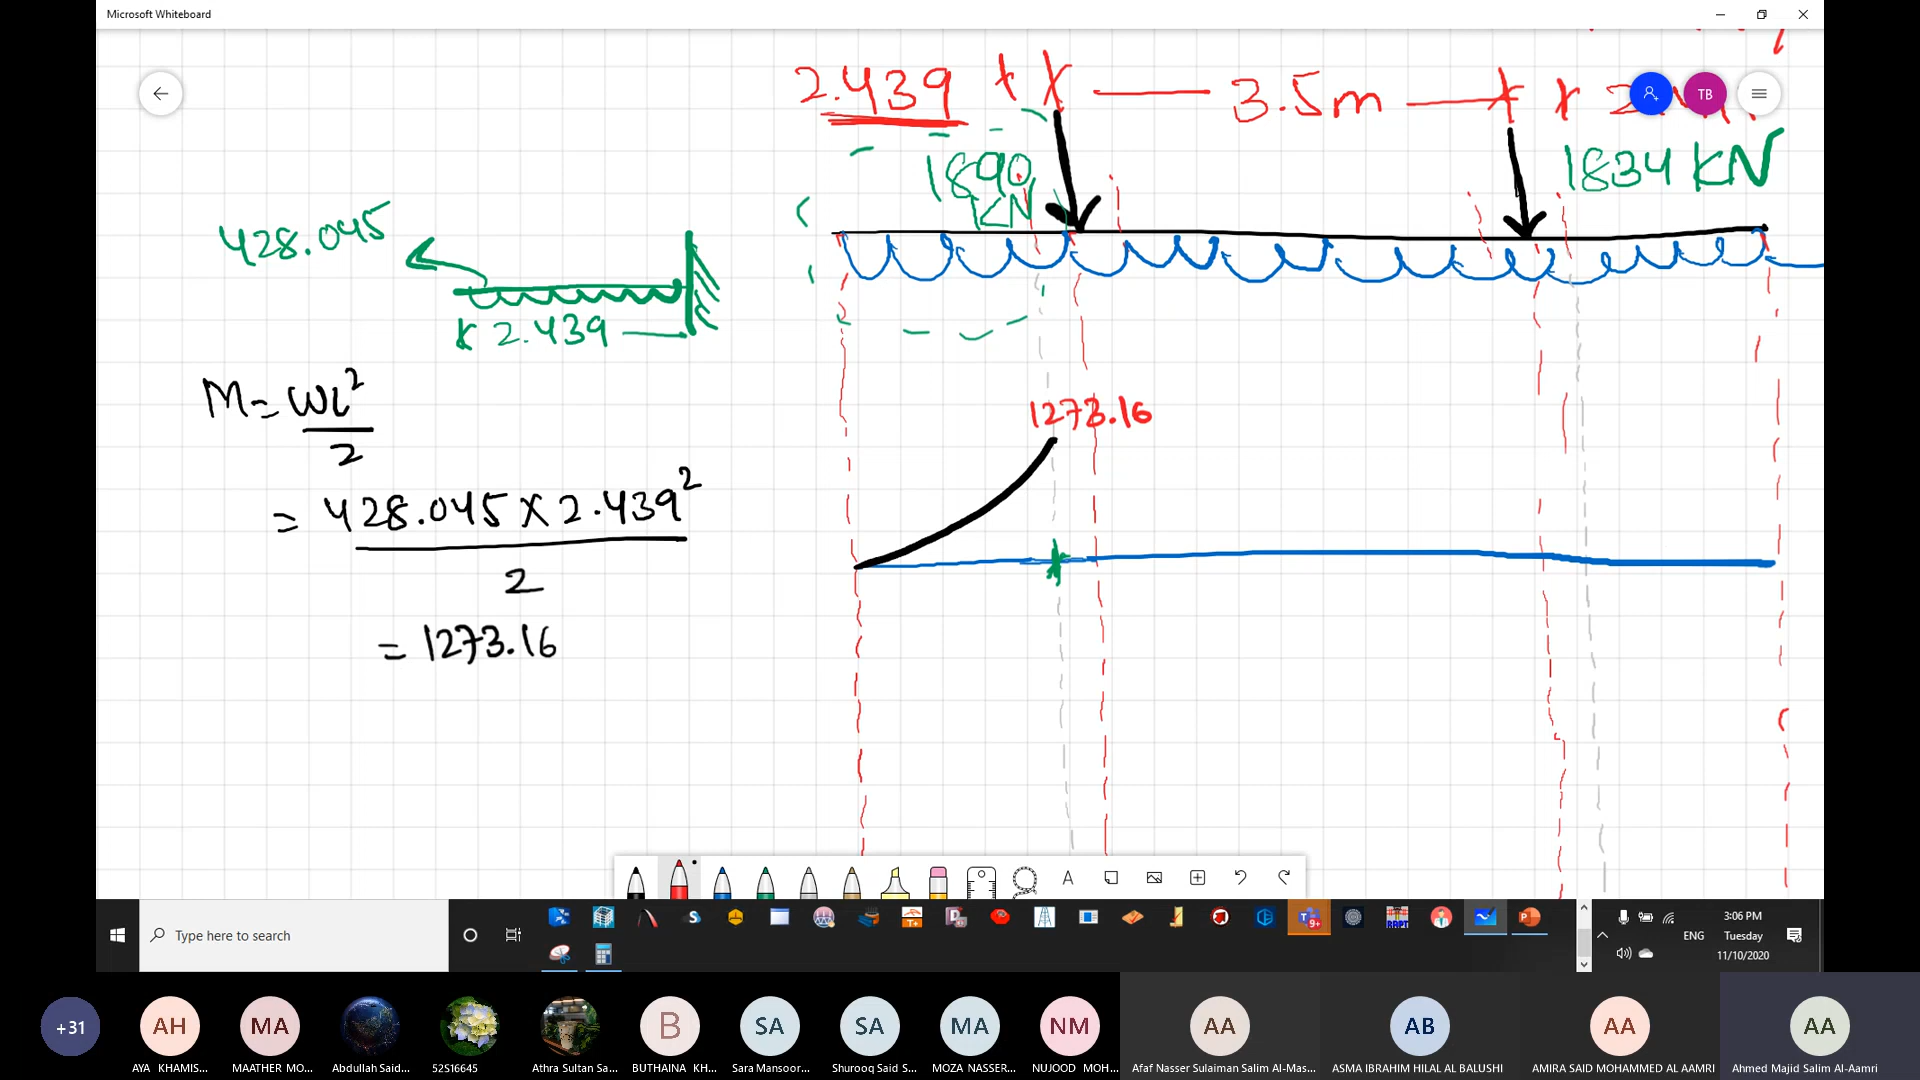 Microsoft Whiteboard
2.439
3.5m
TB
1890
KN
1834 KN
428.045
2.439
M = WL²
2
1273.16
= 428.045 x 2.439²
2
= 1273.16
A
Type here to search
9+
ENG
3:06 PM
Tuesday
11/10/2020
+31
AH
MA
B
SA
SA
MA
NM
AA
AB
AA
AA
AYA KHAMIS...
MAATHER MO...
Abdullah Said...
52S16645
Athra Sultan Sa...
BUTHAINA KH...
Sara Mansoor...
Shurooq Said S...
MOZA NASSER...
NUJOOD MOH...
Afaf Nasser Sulaiman Salim Al-Mas...
ASMA IBRAHIM HILAL AL BALUSHI
AMIRA SAID MOHAMMED AL AAMRI
Ahmed Majid Salim Al-Aamri